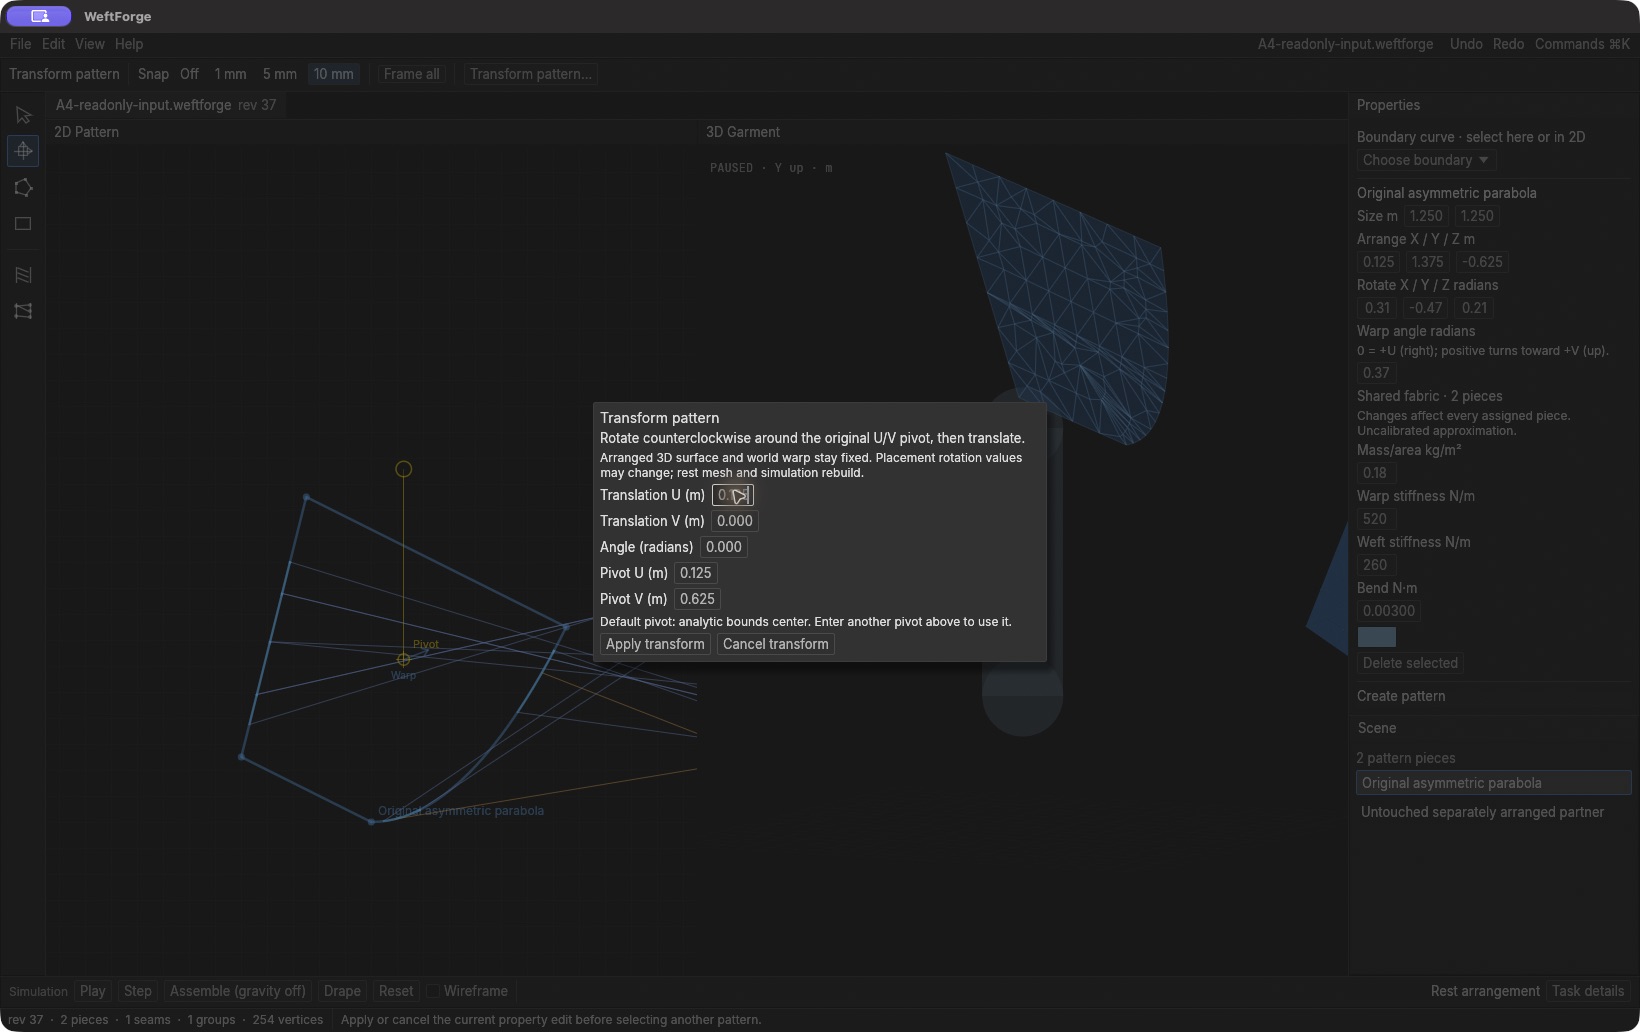 WeftForge
File Edit View Help
A4-readonly-input.weftforge Undo Redo Commands ⌘K
Transform pattern Snap Off 1 mm 5 mm 10 mm Frame all Transform pattern...
A4-readonly-input.weftforge rev 37
2D Pattern
3D Garment
PAUSED · Y up · m
Pivot
Warp
Original asymmetric parabola
Transform pattern
Rotate counterclockwise around the original U/V pivot, then translate.
Arranged 3D surface and world warp stay fixed. Placement rotation values
may change; rest mesh and simulation rebuild.
Translation U (m)
Translation V (m) 0.000
Angle (radians) 0.000
Pivot U (m) 0.125
Pivot V (m) 0.625
Default pivot: analytic bounds center. Enter another pivot above to use it.
Apply transform Cancel transform
Properties
Boundary curve · select here or in 2D
Choose boundary
Original asymmetric parabola
Size m 1.250 1.250
Arrange X / Y / Z m
0.125 1.375 -0.625
Rotate X / Y / Z radians
0.31 -0.47 0.21
Warp angle radians
0 = +U (right); positive turns toward +V (up).
0.37
Shared fabric · 2 pieces
Changes affect every assigned piece.
Uncalibrated approximation.
Mass/area kg/m²
0.18
Warp stiffness N/m
520
Weft stiffness N/m
260
Bend N·m
0.00300
Delete selected
Create pattern
Scene
2 pattern pieces
Original asymmetric parabola
Untouched separately arranged partner
Simulation Play Step Assemble (gravity off) Drape Reset Wireframe
Rest arrangement Task details
rev 37 · 2 pieces · 1 seams · 1 groups · 254 vertices Apply or cancel the current property edit before selecting another pattern.